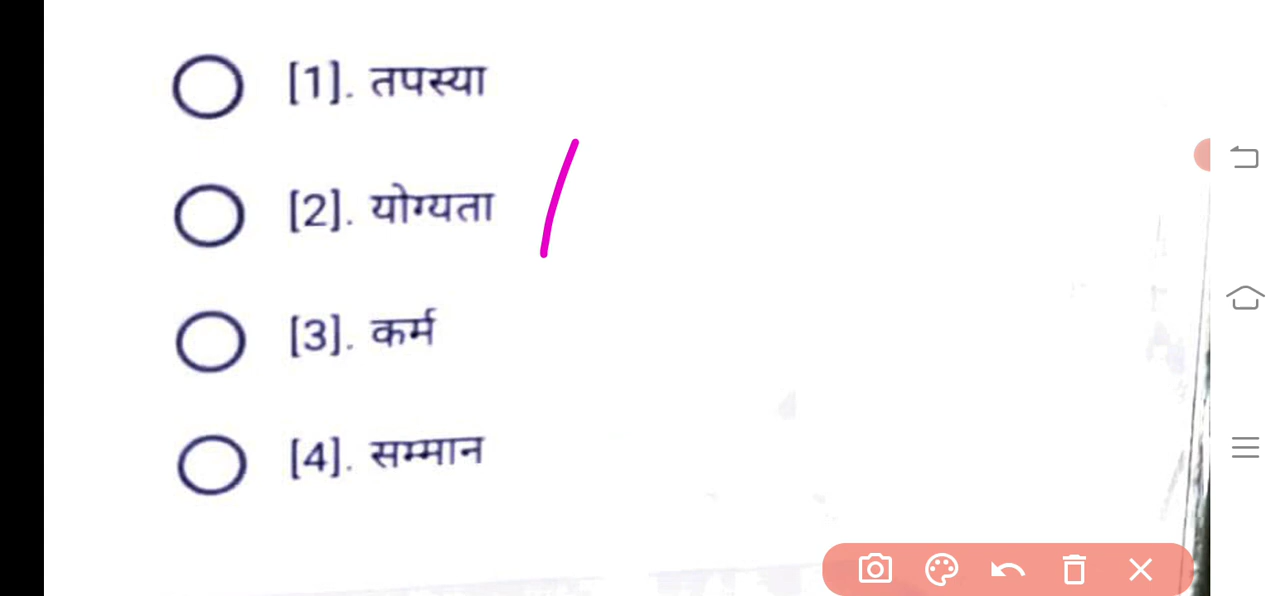 [1]. तपस्या
[2]. योग्यता
[3]. कर्म
[4]. सम्मान